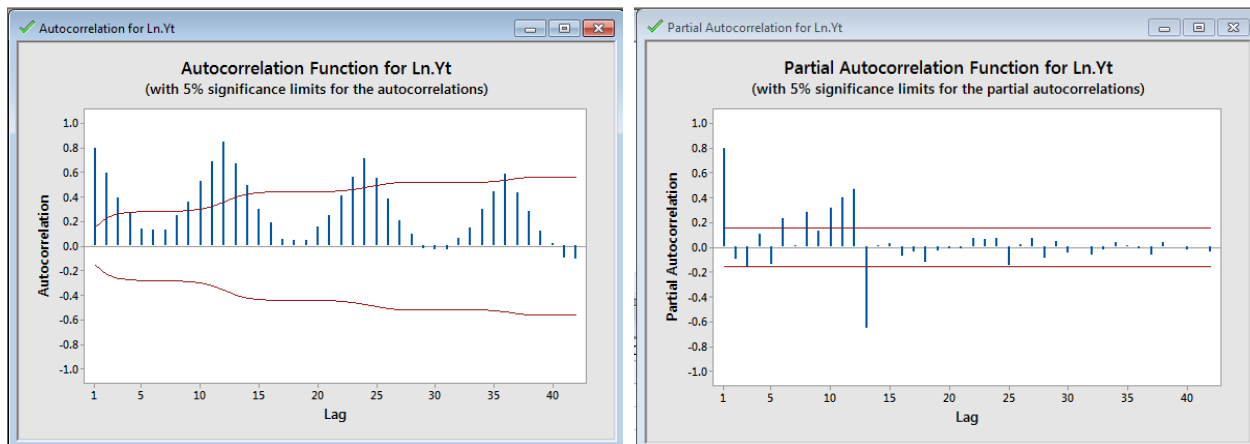 Autocorrelation for Ln.Yt
Autocorrelation Function for Ln.Yt
(with 5% significance limits for the autocorrelations)
Autocorrelation
1.0
0.8
0.6
0.4
0.2
0.0
-0.2
-0.4
-0.6
-0.8
-1.0
1 5 10 15 20 25 30 35 40
Lag
Partial Autocorrelation for Ln.Yt
Partial Autocorrelation Function for Ln.Yt
(with 5% significance limits for the partial autocorrelations)
Partial Autocorrelation
1.0
0.8
0.6
0.4
0.2
0.0
-0.2
-0.4
-0.6
-0.8
-1.0
1 5 10 15 20 25 30 35 40
Lag